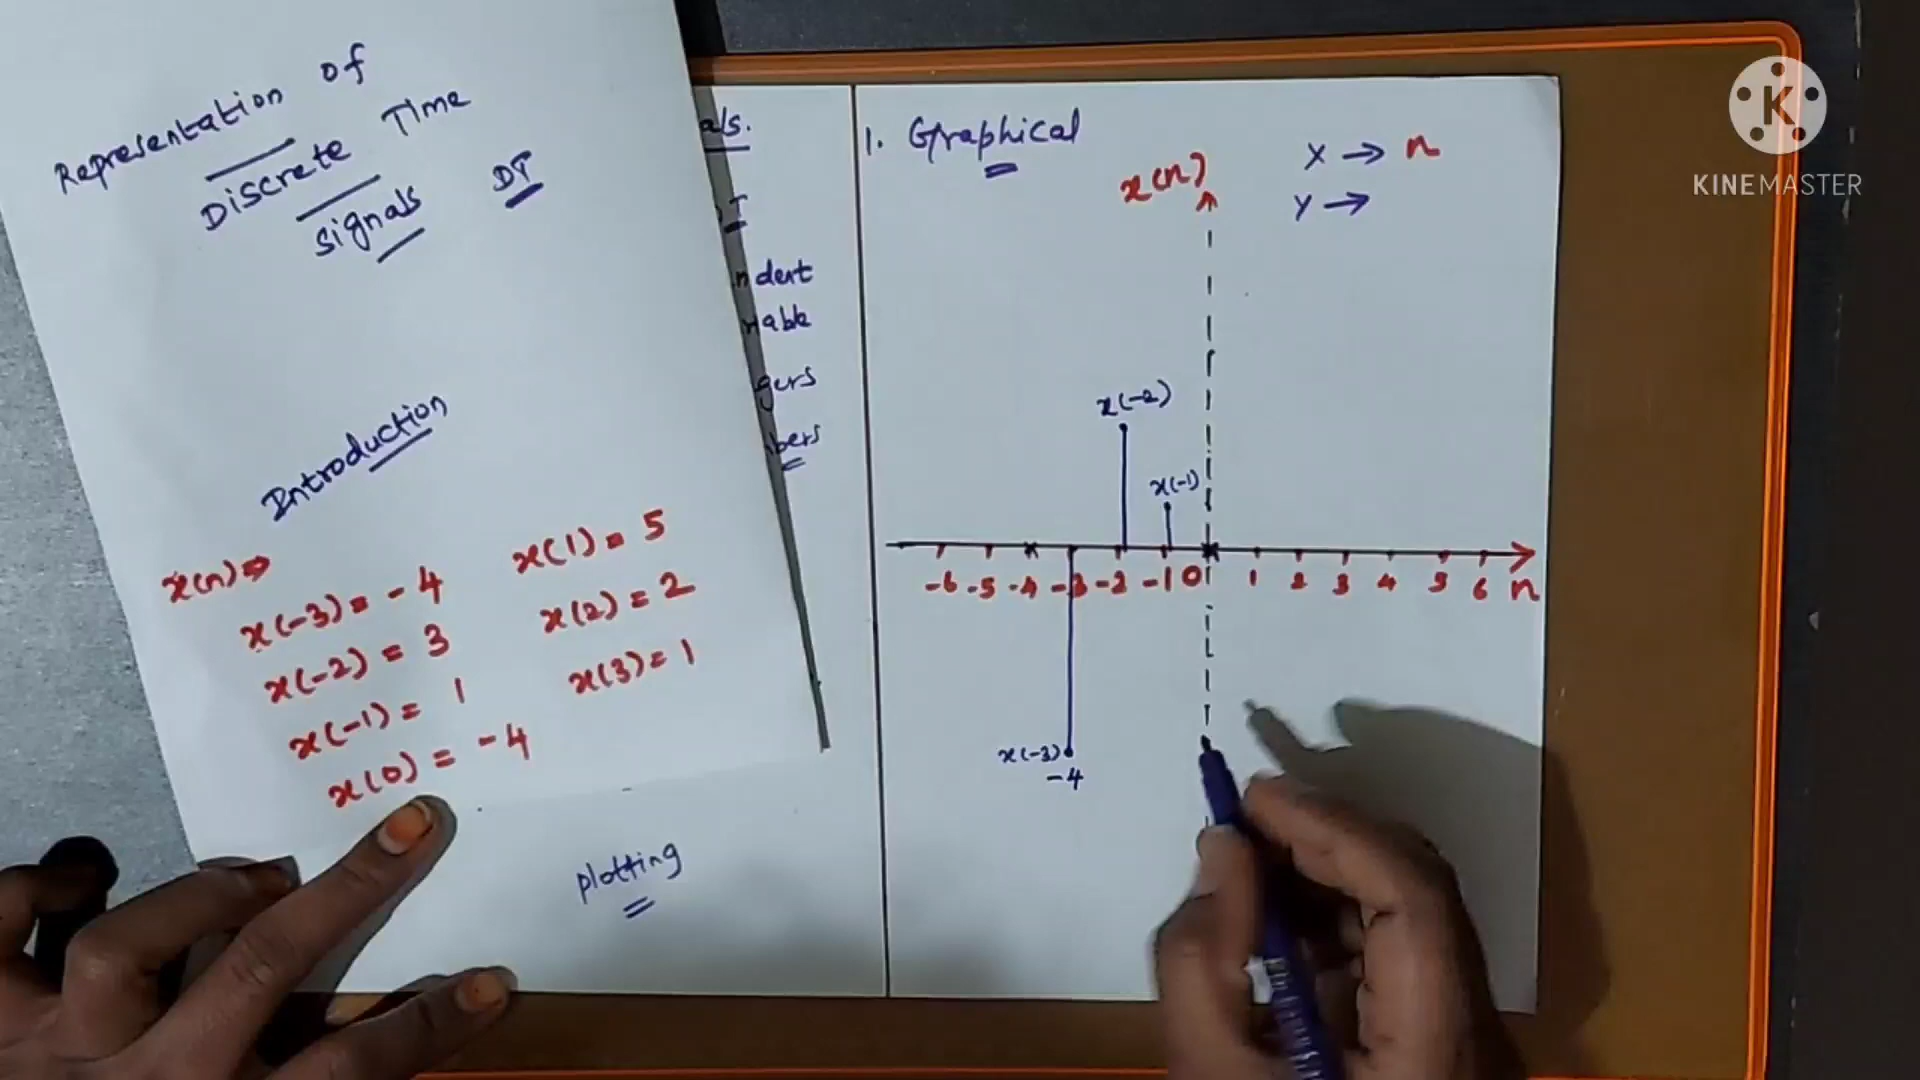 Representation of
Discrete Time
signals DT
Introduction
x(n)⇒
x(-3) = -4
x(-2) = 3
x(-1) = 1
x(0) = -4
x(1) = 5
x(2) = 2
x(3) = 1
plotting
als.
ndent
gers
bers
1. Graphical
x(n)
X → n
Y →
x(-2)
x(-1)
-6 -5 -4 -3 -2 -1 0 1 2 3 4 5 6 n
x(-3)
-4
K
KINEMASTER